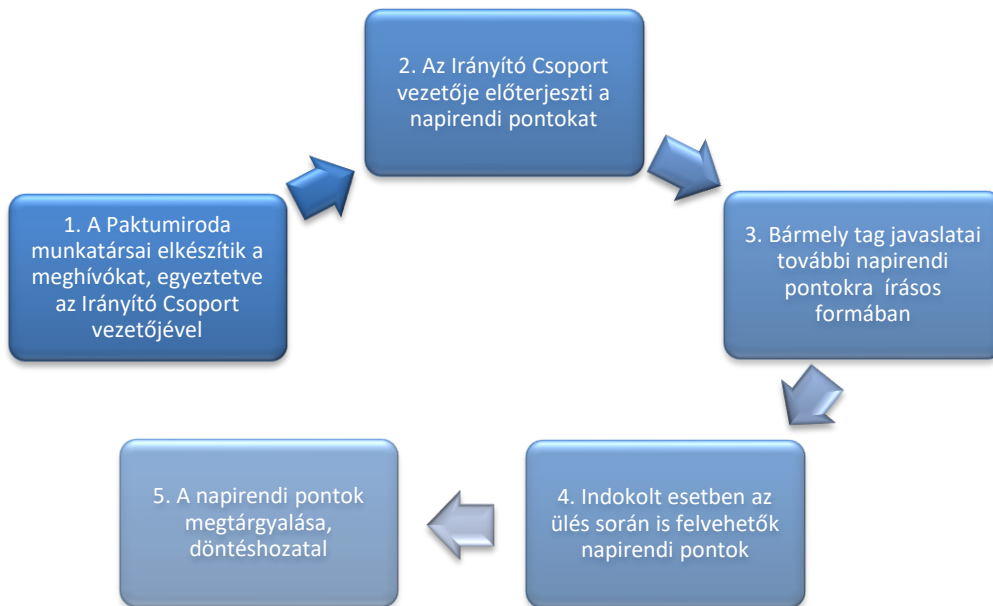 1. A Paktumiroda
munkatársai elkészítik a
meghívókat, egyeztetve
az Irányító Csoport
vezetőjével
2. Az Irányító Csoport
vezetője előterjeszti a
napirendi pontokat
3. Bármely tag javaslatai
további napirendi
pontokra írásos
formában
4. Indokolt esetben az
ülés során is felvehetők
napirendi pontok
5. A napirendi pontok
megtárgyalása,
döntéshozatal